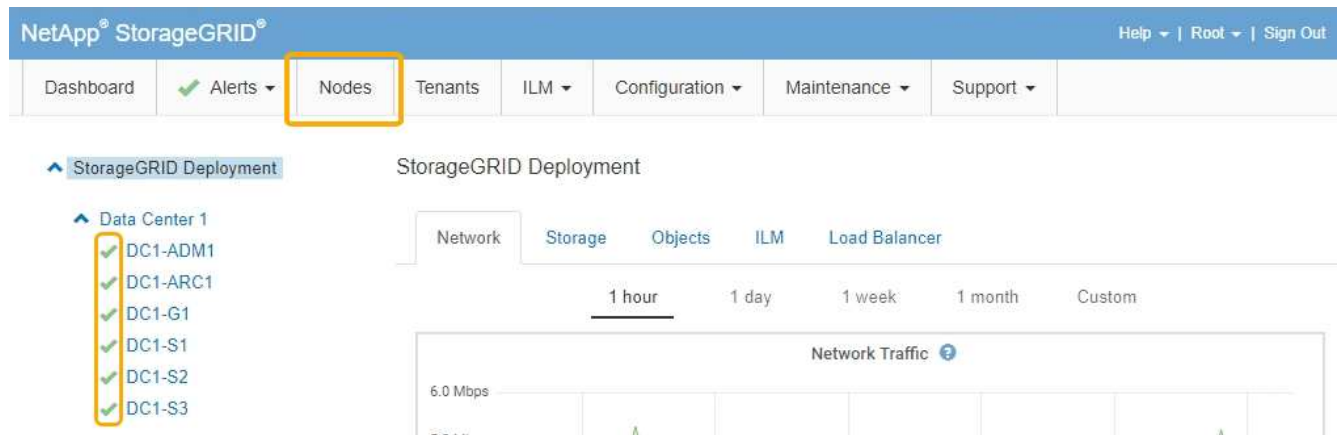 NetApp® StorageGRID®
Help | Root | Sign Out
Dashboard Alerts Nodes Tenants ILM Configuration Maintenance Support
StorageGRID Deployment
StorageGRID Deployment
Data Center 1
DC1-ADM1
DC1-ARC1
DC1-G1
DC1-S1
DC1-S2
DC1-S3
Network Storage Objects ILM Load Balancer
1 hour 1 day 1 week 1 month Custom
Network Traffic ?
6.0 Mbps